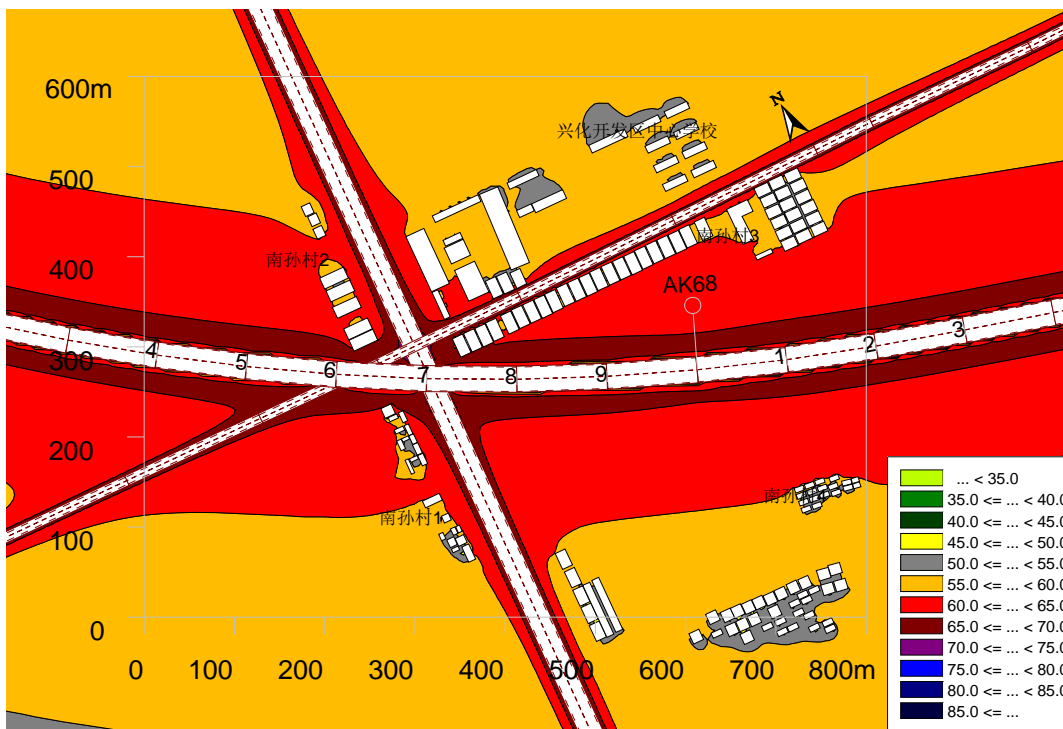 600m
N
兴化开发区中心学校
500
南孙村2
南孙村3
400
AK68
300
4
5
6
7
8
9
1
2
3
200
南孙村1
南孙村4
100
0
0
100
200
300
400
500
600
700
800m
... < 35.0
35.0 <= ... < 40.0
40.0 <= ... < 45.0
45.0 <= ... < 50.0
50.0 <= ... < 55.0
55.0 <= ... < 60.0
60.0 <= ... < 65.0
65.0 <= ... < 70.0
70.0 <= ... < 75.0
75.0 <= ... < 80.0
80.0 <= ... < 85.0
85.0 <= ...